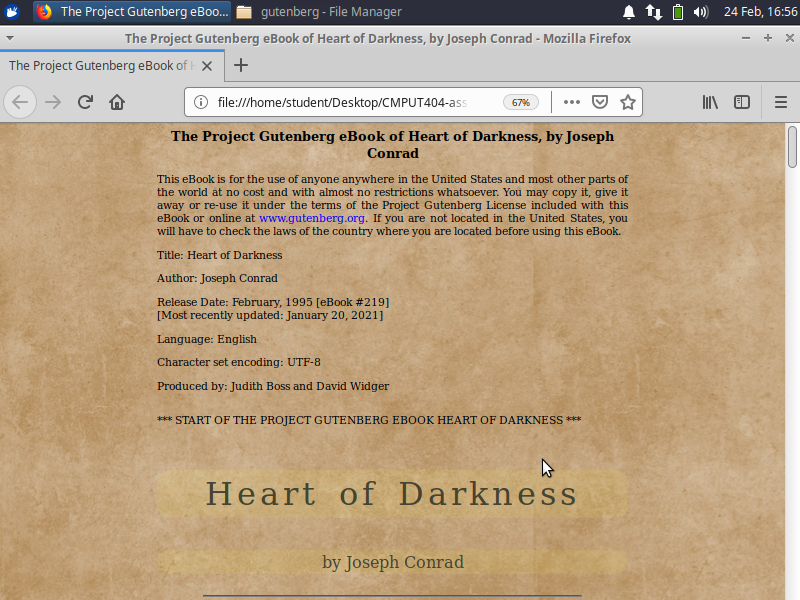 The Project Gutenberg eBoo...
gutenberg - File Manager
24 Feb, 16:56
The Project Gutenberg eBook of Heart of Darkness, by Joseph Conrad - Mozilla Firefox
The Project Gutenberg eBook of
file:///home/student/Desktop/CMPUT404-ass
67%
The Project Gutenberg eBook of Heart of Darkness, by Joseph
Conrad
This eBook is for the use of anyone anywhere in the United States and most other parts of
the world at no cost and with almost no restrictions whatsoever. You may copy it, give it
away or re-use it under the terms of the Project Gutenberg License included with this
eBook or online at www.gutenberg.org. If you are not located in the United States, you
will have to check the laws of the country where you are located before using this eBook.
Title: Heart of Darkness
Author: Joseph Conrad
Release Date: February, 1995 [eBook #219]
[Most recently updated: January 20, 2021]
Language: English
Character set encoding: UTF-8
Produced by: Judith Boss and David Widger
*** START OF THE PROJECT GUTENBERG EBOOK HEART OF DARKNESS ***
Heart of Darkness
by Joseph Conrad